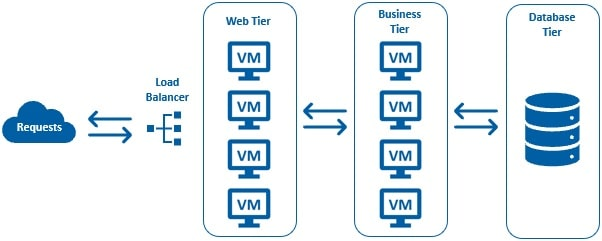 Requests
Load
Balancer
Web Tier
VM
VM
VM
VM
Business
Tier
VM
VM
VM
VM
Database
Tier